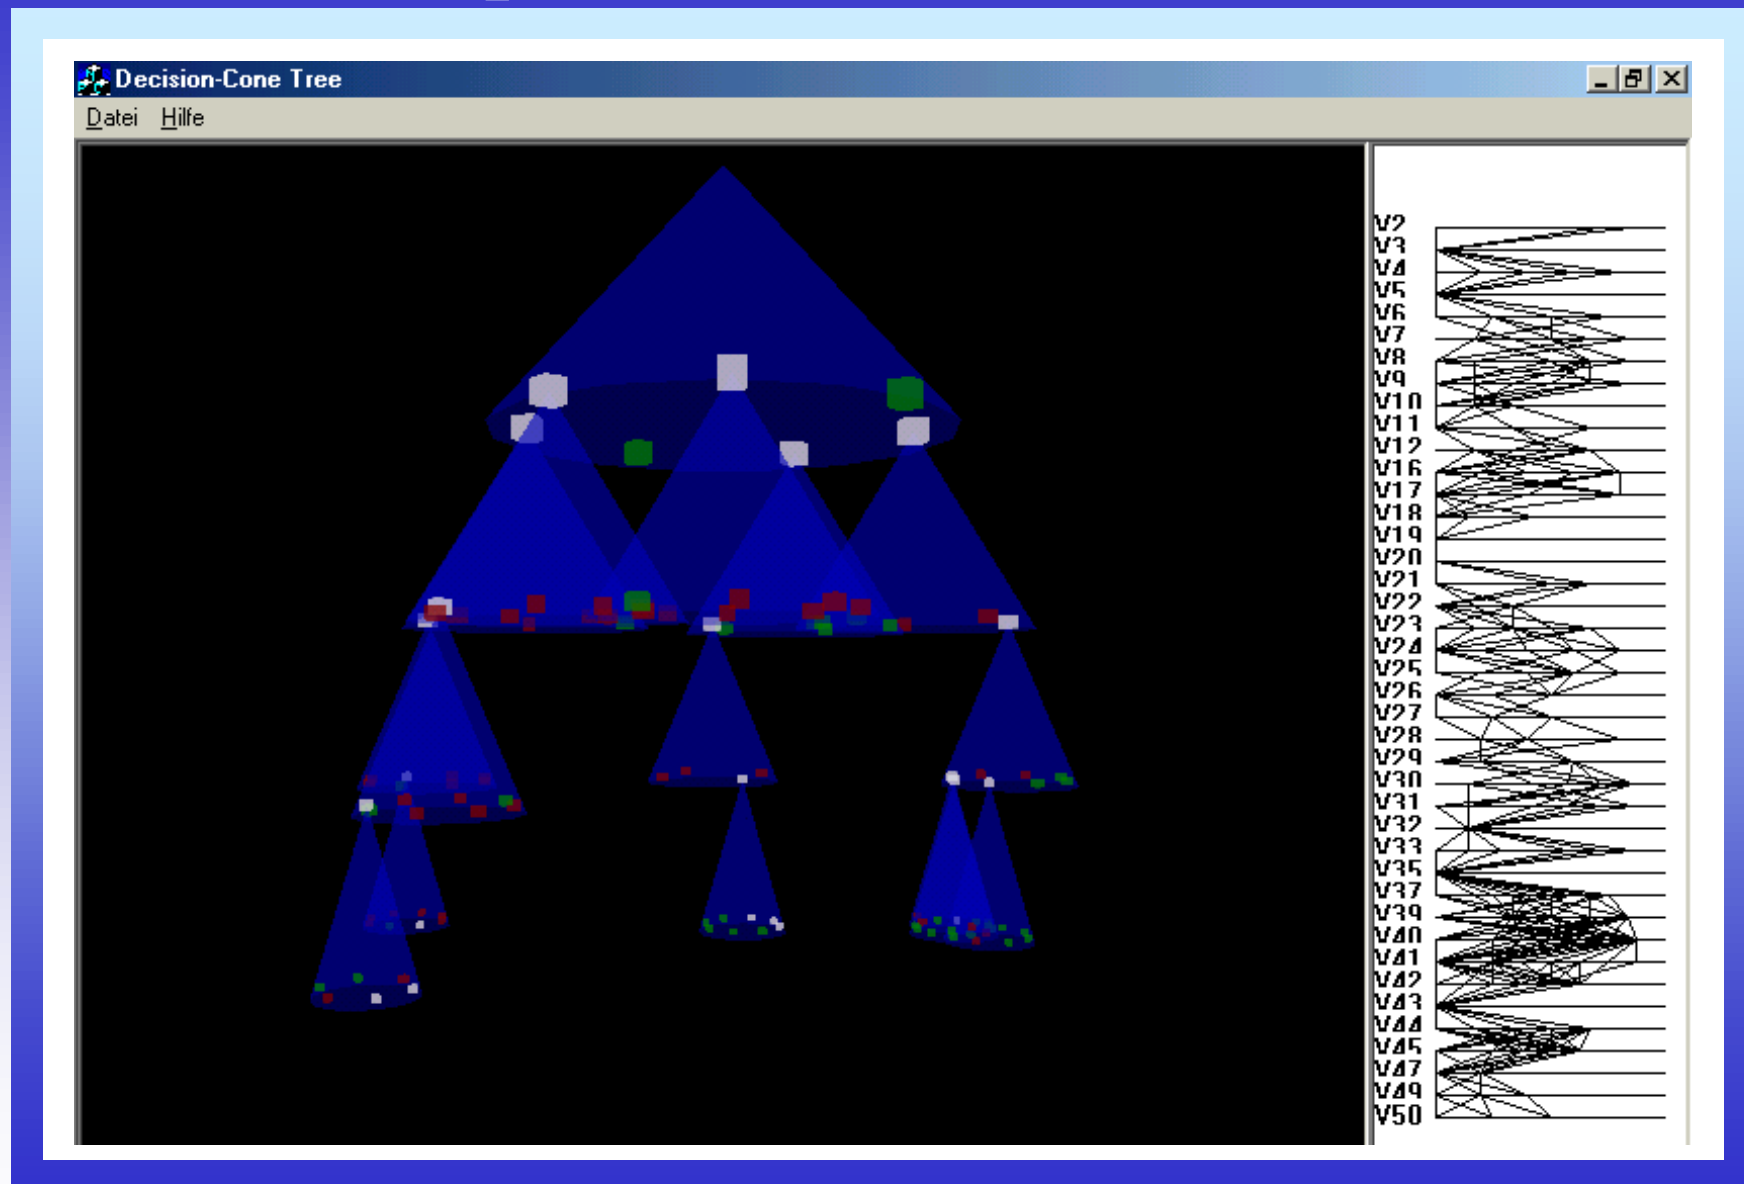 Decision-Cone Tree
Datei Hilfe
V2
V3
V4
V5
V6
V7
V8
V9
V10
V11
V12
V16
V17
V18
V19
V20
V21
V22
V23
V24
V25
V26
V27
V28
V29
V30
V31
V32
V33
V35
V37
V39
V40
V41
V42
V43
V44
V45
V47
V49
V50